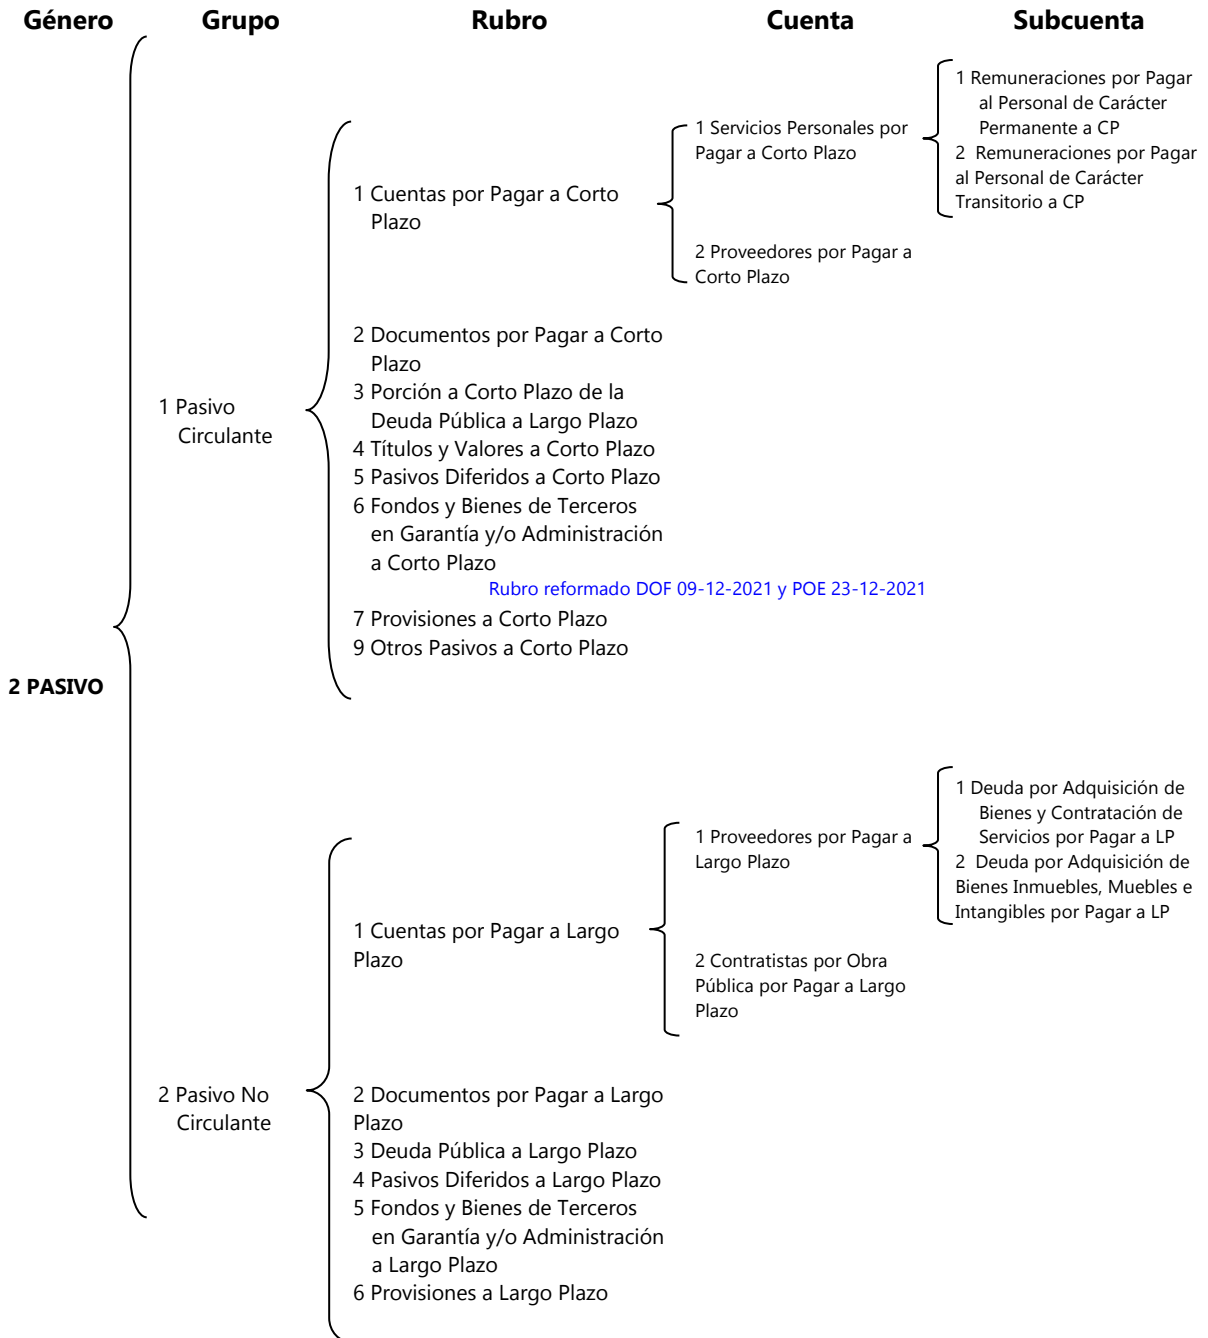 Género Grupo Rubro Cuenta Subcuenta
2 PASIVO
1 Pasivo
Circulante
1 Cuentas por Pagar a Corto
Plazo
1 Servicios Personales por
Pagar a Corto Plazo
1 Remuneraciones por Pagar
al Personal de Carácter
Permanente a CP
2 Remuneraciones por Pagar
al Personal de Carácter
Transitorio a CP
2 Proveedores por Pagar a
Corto Plazo
2 Documentos por Pagar a Corto
Plazo
3 Porción a Corto Plazo de la
Deuda Pública a Largo Plazo
4 Títulos y Valores a Corto Plazo
5 Pasivos Diferidos a Corto Plazo
6 Fondos y Bienes de Terceros
en Garantía y/o Administración
a Corto Plazo
Rubro reformado DOF 09-12-2021 y POE 23-12-2021
7 Provisiones a Corto Plazo
9 Otros Pasivos a Corto Plazo
2 Pasivo No
Circulante
1 Cuentas por Pagar a Largo
Plazo
1 Proveedores por Pagar a
Largo Plazo
1 Deuda por Adquisición de
Bienes y Contratación de
Servicios por Pagar a LP
2 Deuda por Adquisición de
Bienes Inmuebles, Muebles e
Intangibles por Pagar a LP
2 Contratistas por Obra
Pública por Pagar a Largo
Plazo
2 Documentos por Pagar a Largo
Plazo
3 Deuda Pública a Largo Plazo
4 Pasivos Diferidos a Largo Plazo
5 Fondos y Bienes de Terceros
en Garantía y/o Administración
a Largo Plazo
6 Provisiones a Largo Plazo